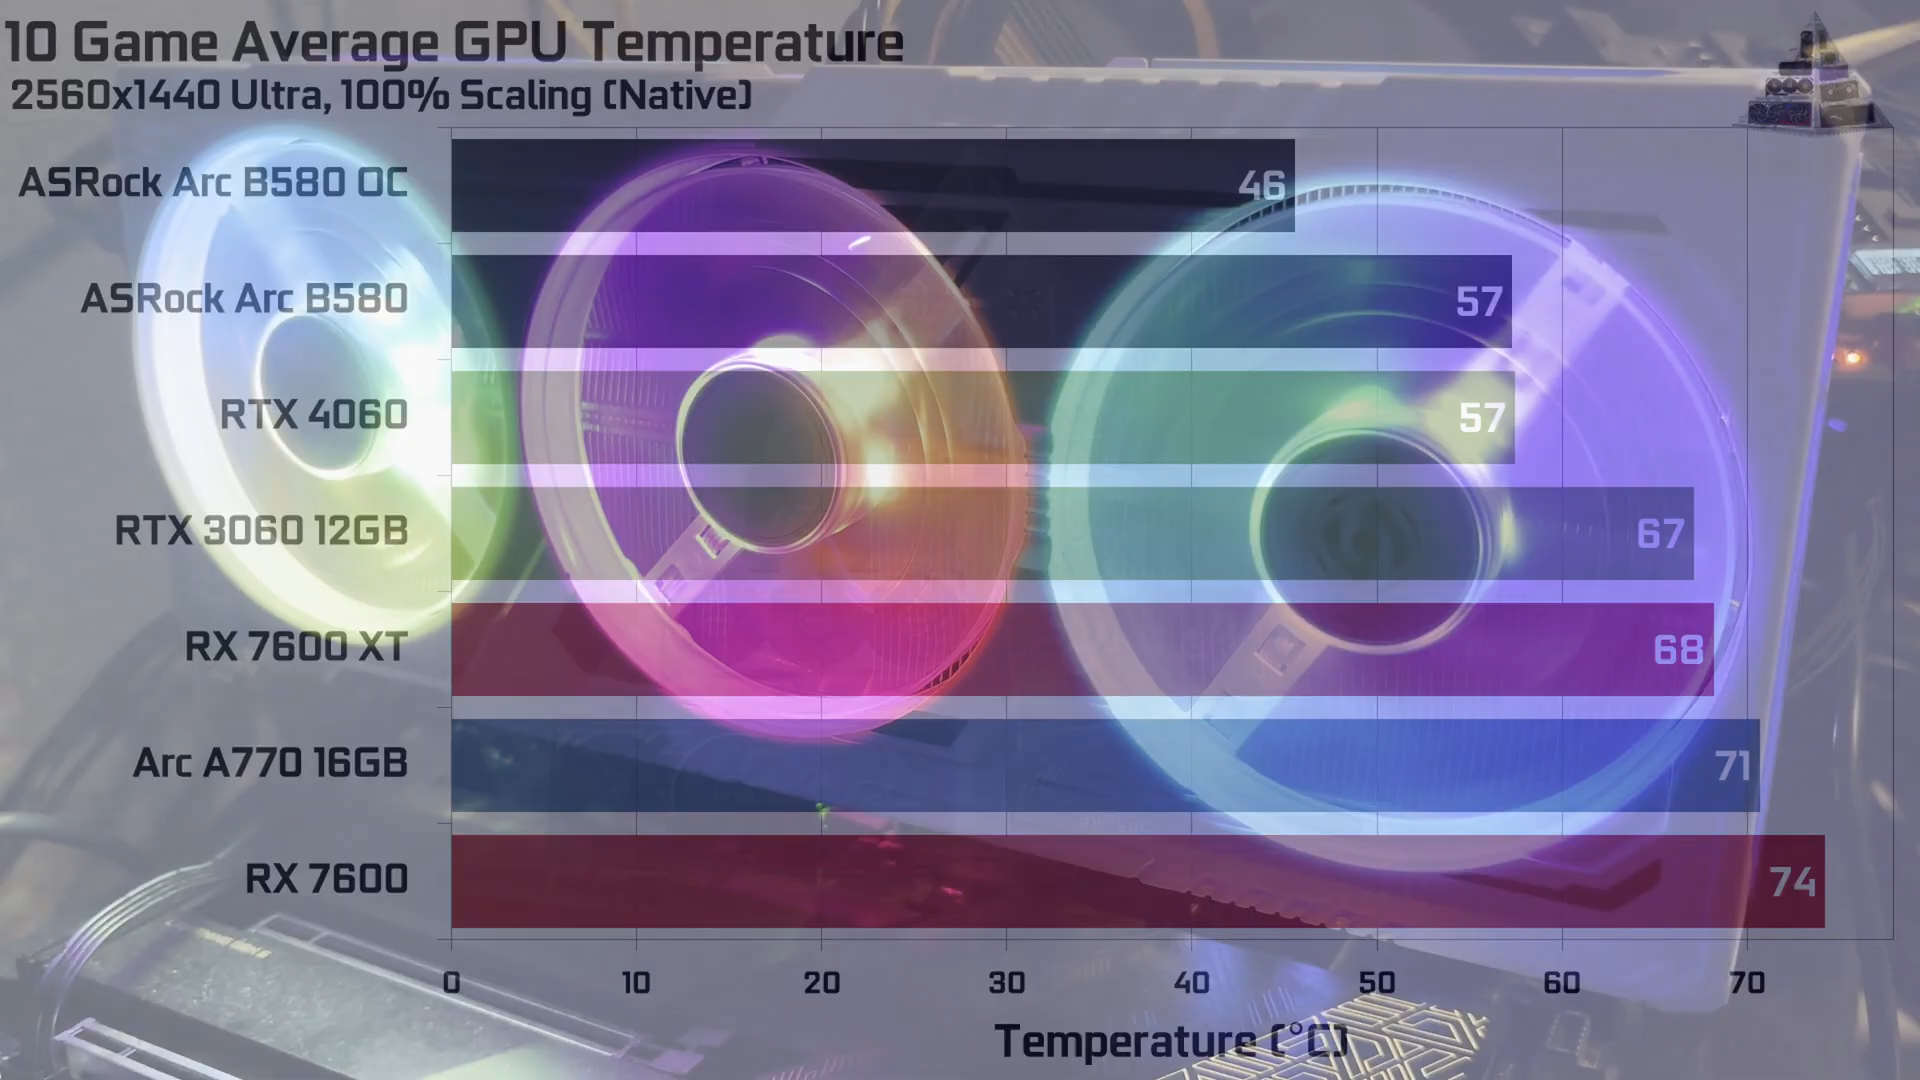 10 Game Average GPU Temperature
2560x1440 Ultra, 100% Scaling (Native)
ASRock Arc B580 OC 46
ASRock Arc B580 57
RTX 4060 57
RTX 3060 12GB 67
RX 7600 XT 68
Arc A770 16GB 71
RX 7600 74
0 10 20 30 40 50 60 70
Temperature (°C)